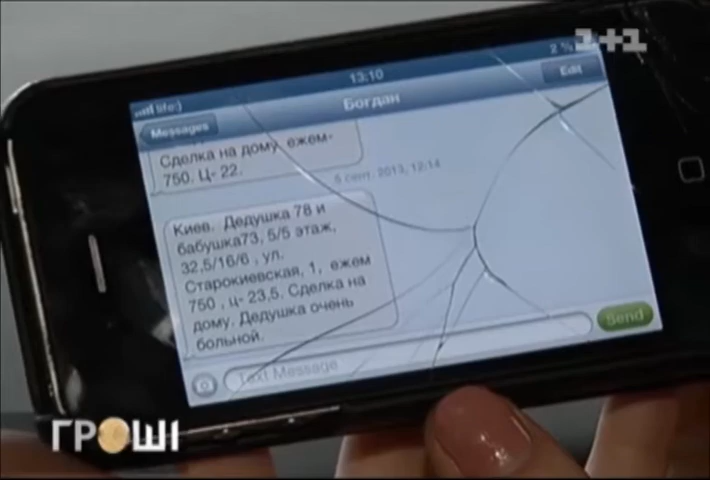 1+1
life:)
13:10
2 %
Messages
Богдан
Edit
Сделка на дому, ежем-
750. Ц- 22.
5 сент. 2013, 12:14
Киев. Дедушка 78 и
бабушка73, 5/5 этаж,
32,5/16/6 , ул.
Старокиевская, 1, ежем
750 , ц- 23,5. Сделка на
дому. Дедушка очень
больной.
Text Message
Send
ГРОШІ